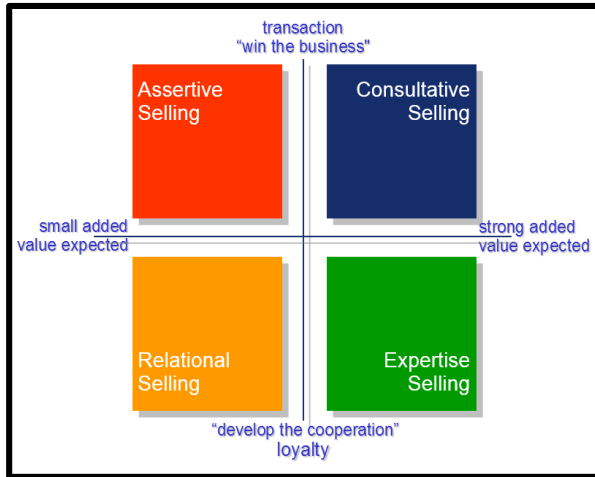 transaction
“win the business"
Assertive
Selling
Consultative
Selling
small added
value expected
strong added
value expected
Relational
Selling
Expertise
Selling
“develop the cooperation”
loyalty